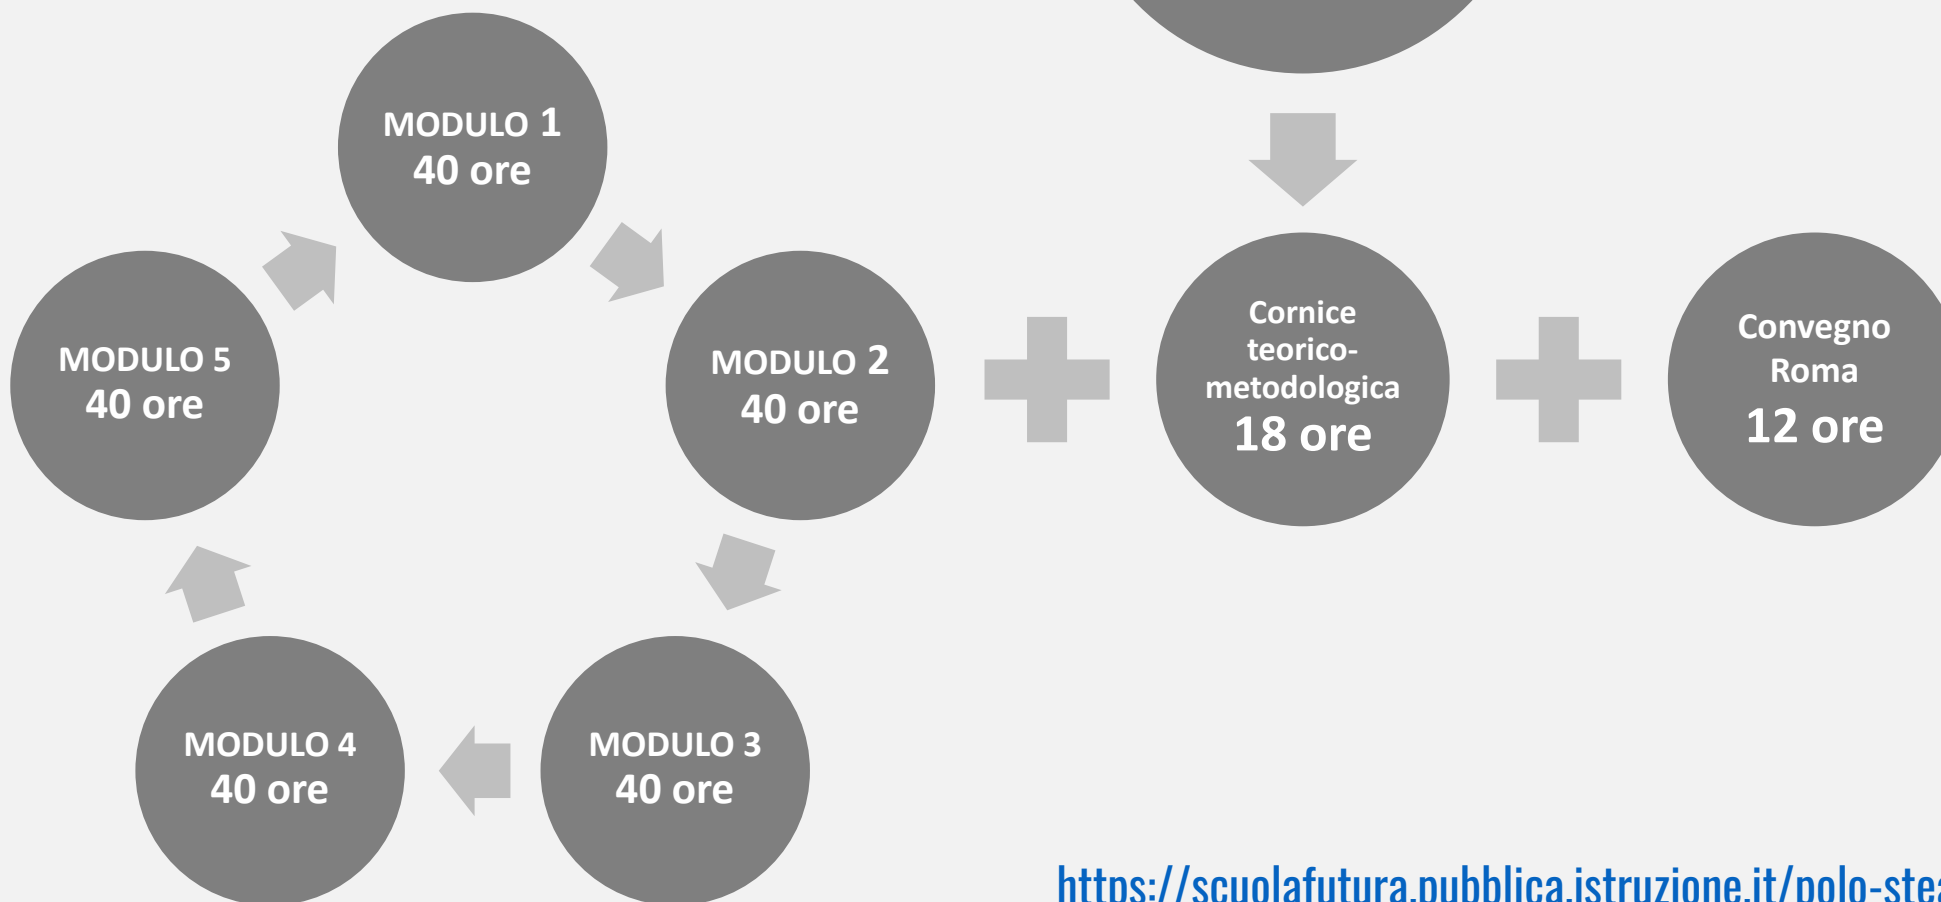 MODULO 1
40 ore
MODULO 5
40 ore
MODULO 2
40 ore
Cornice
teorico-
metodologica
18 ore
Convegno
Roma
12 ore
MODULO 4
40 ore
MODULO 3
40 ore
https://scuolafutura.pubblica.istruzione.it/polo-stea